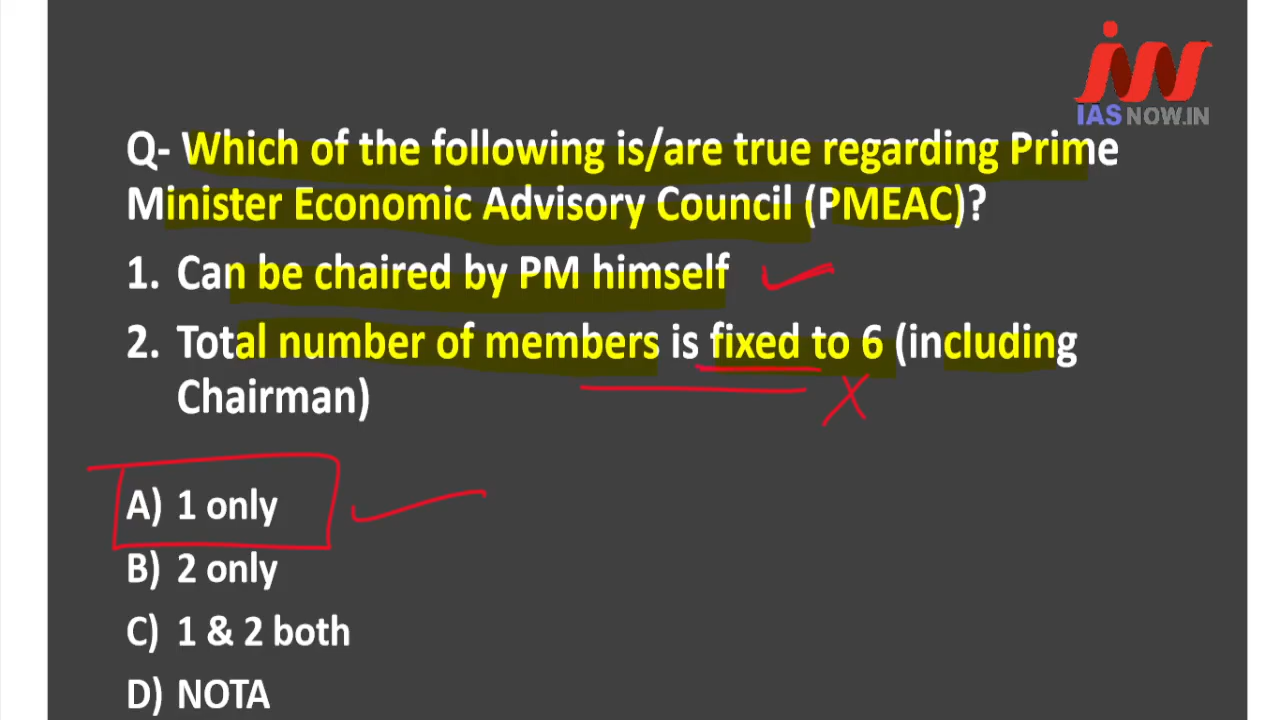 IASNOW.IN
Q- Which of the following is/are true regarding Prime
Minister Economic Advisory Council (PMEAC)?
1. Can be chaired by PM himself
2. Total number of members is fixed to 6 (including
Chairman)
A) 1 only
B) 2 only
C) 1 & 2 both
D) NOTA